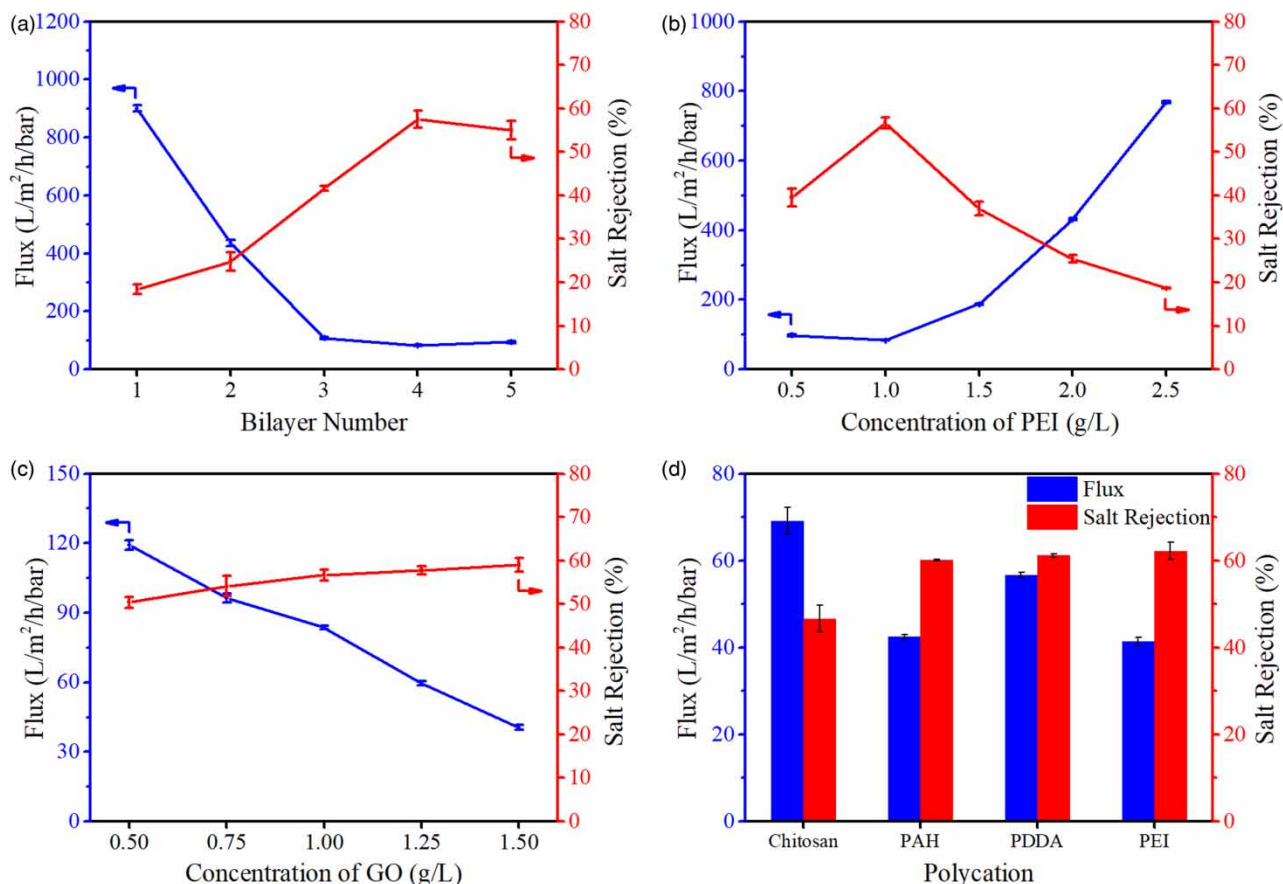 (a)
1200
1000
800
600
400
200
0
Flux (L/m²/h/bar)
80
70
60
50
40
30
20
10
0
Salt Rejection (%)
1 2 3 4 5
Bilayer Number
(b)
1000
800
600
400
200
0
Flux (L/m²/h/bar)
80
70
60
50
40
30
20
10
0
Salt Rejection (%)
0.5 1.0 1.5 2.0 2.5
Concentration of PEI (g/L)
(c)
150
120
90
60
30
0
Flux (L/m²/h/bar)
80
70
60
50
40
30
20
10
0
Salt Rejection (%)
0.50 0.75 1.00 1.25 1.50
Concentration of GO (g/L)
(d)
80
60
40
20
0
Flux (L/m²/h/bar)
Flux
Salt Rejection
80
70
60
50
40
30
20
10
0
Salt Rejection (%)
Chitosan PAH PDDA PEI
Polycation